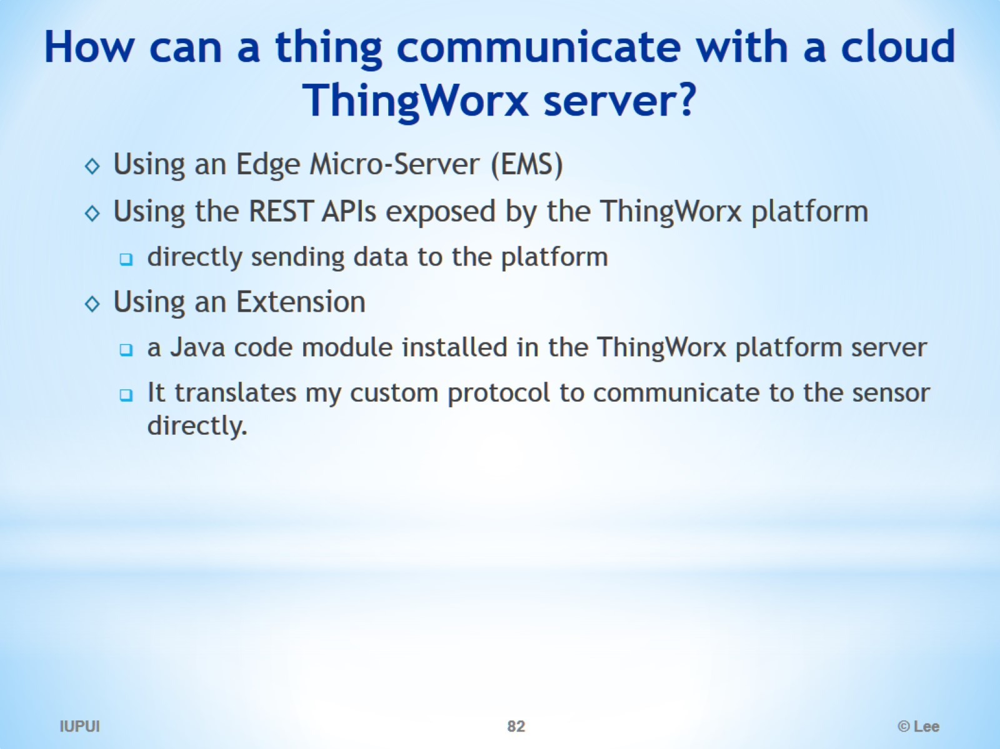 How can a thing communicate with a cloud
ThingWorx server?
Using an Edge Micro-Server (EMS)
Using the REST APIs exposed by the ThingWorx platform
directly sending data to the platform
Using an Extension
a Java code module installed in the ThingWorx platform server
It translates my custom protocol to communicate to the sensor
directly.
IUPUI
82
© Lee